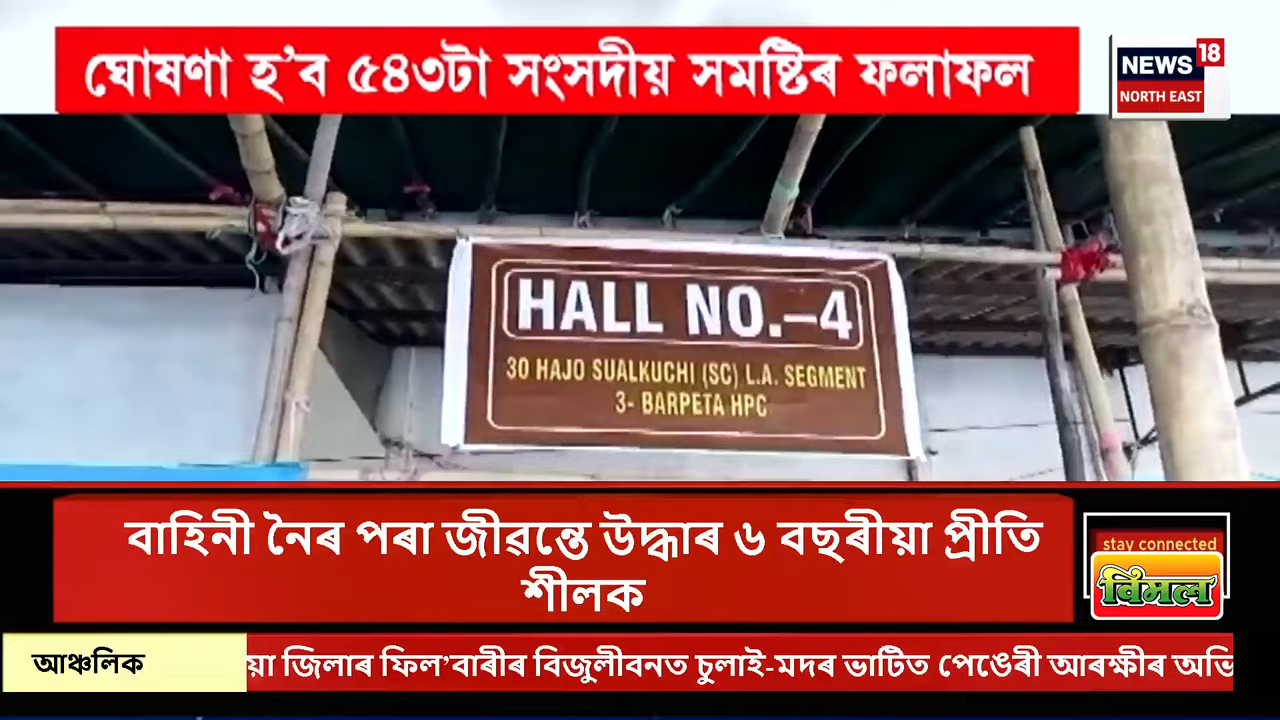 ঘোষণা হ'ব ৫৪৩টা সংসদীয় সমষ্টিৰ ফলাফল
NEWS 18
NORTH EAST
HALL NO.–4
30 HAJO SUALKUCHI (SC) L.A. SEGMENT
3- BARPETA HPC
বাহিনী নৈৰ পৰা জীৱন্তে উদ্ধাৰ ৬ বছৰীয়া প্ৰীতি
শীলক
stay connected
विमल
আঞ্চলিক
য়া জিলাৰ ফিল'বাৰীৰ বিজুলীবনত চুলাই-মদৰ ভাটিত পেঙেৰী আৰক্ষীৰ অভি